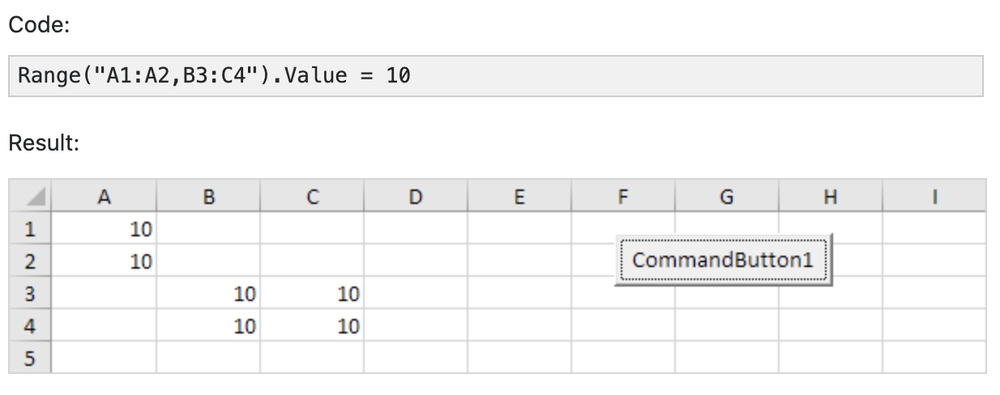 Code:
Range("A1:A2,B3:C4").Value = 10
Result:
A B C D E F G H I
1 10
2 10 CommandButton1
3 10 10
4 10 10
5